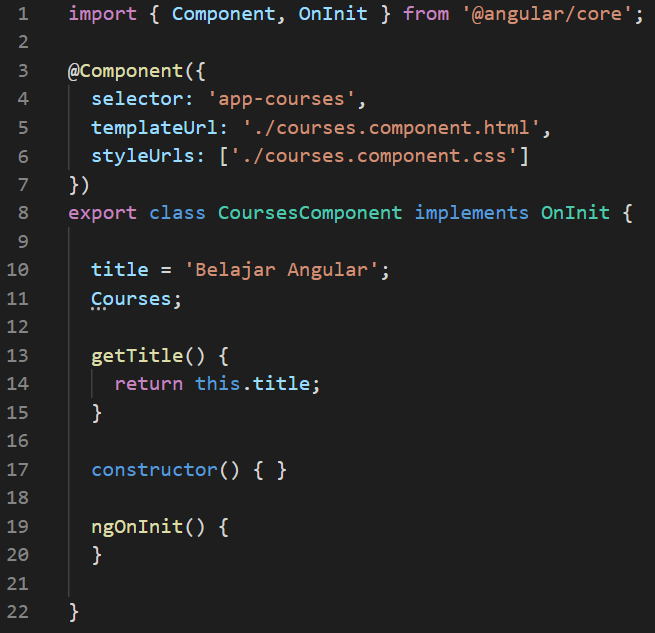 1 import { Component, OnInit } from '@angular/core';
2
3 @Component({
4   selector: 'app-courses',
5   templateUrl: './courses.component.html',
6   styleUrls: ['./courses.component.css']
7 })
8 export class CoursesComponent implements OnInit {
9
10   title = 'Belajar Angular';
11   Courses;
12
13   getTitle() {
14     return this.title;
15   }
16
17   constructor() { }
18
19   ngOnInit() {
20   }
21
22 }